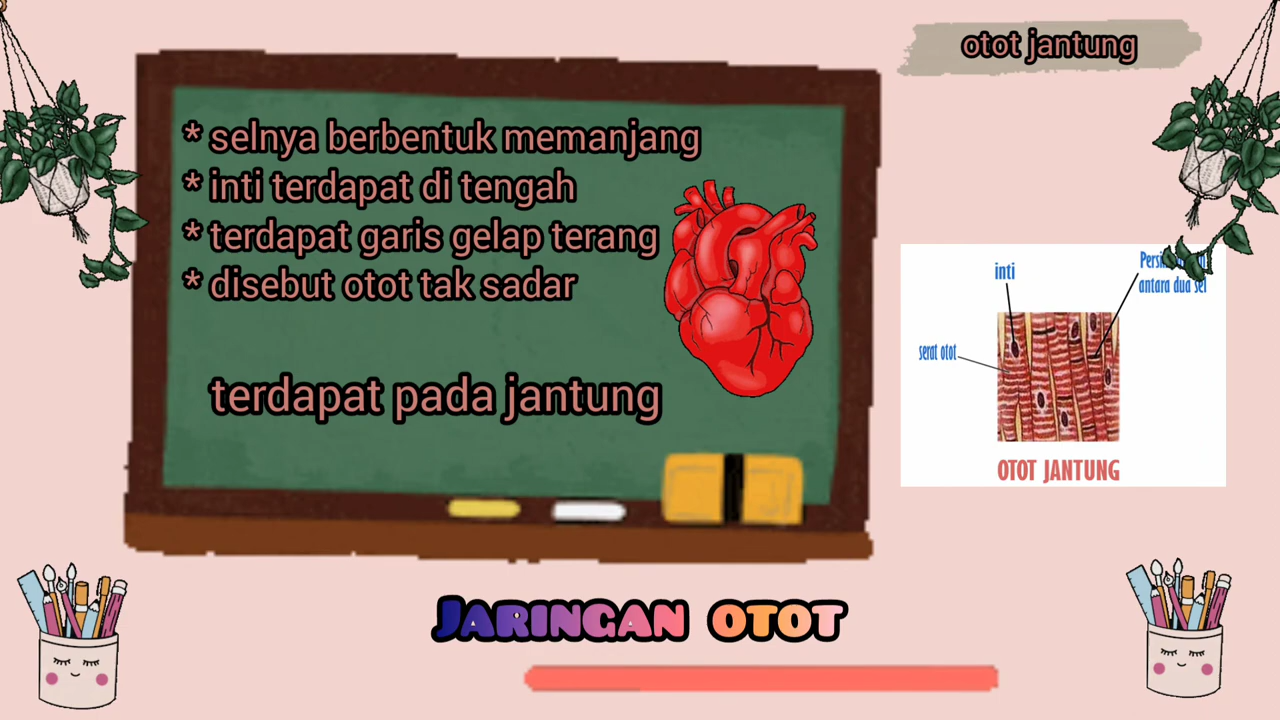 otot jantung
* selnya berbentuk memanjang
* inti terdapat di tengah
* terdapat garis gelap terang
* disebut otot tak sadar
terdapat pada jantung
inti
antara dua sel
serat otot
OTOT JANTUNG
JARINGAN OTOT